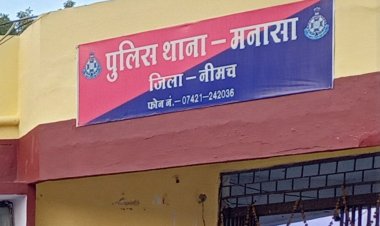 पुलिस थाना - मनासा
जिला - नीमच
फोन नं.- 07421-242036